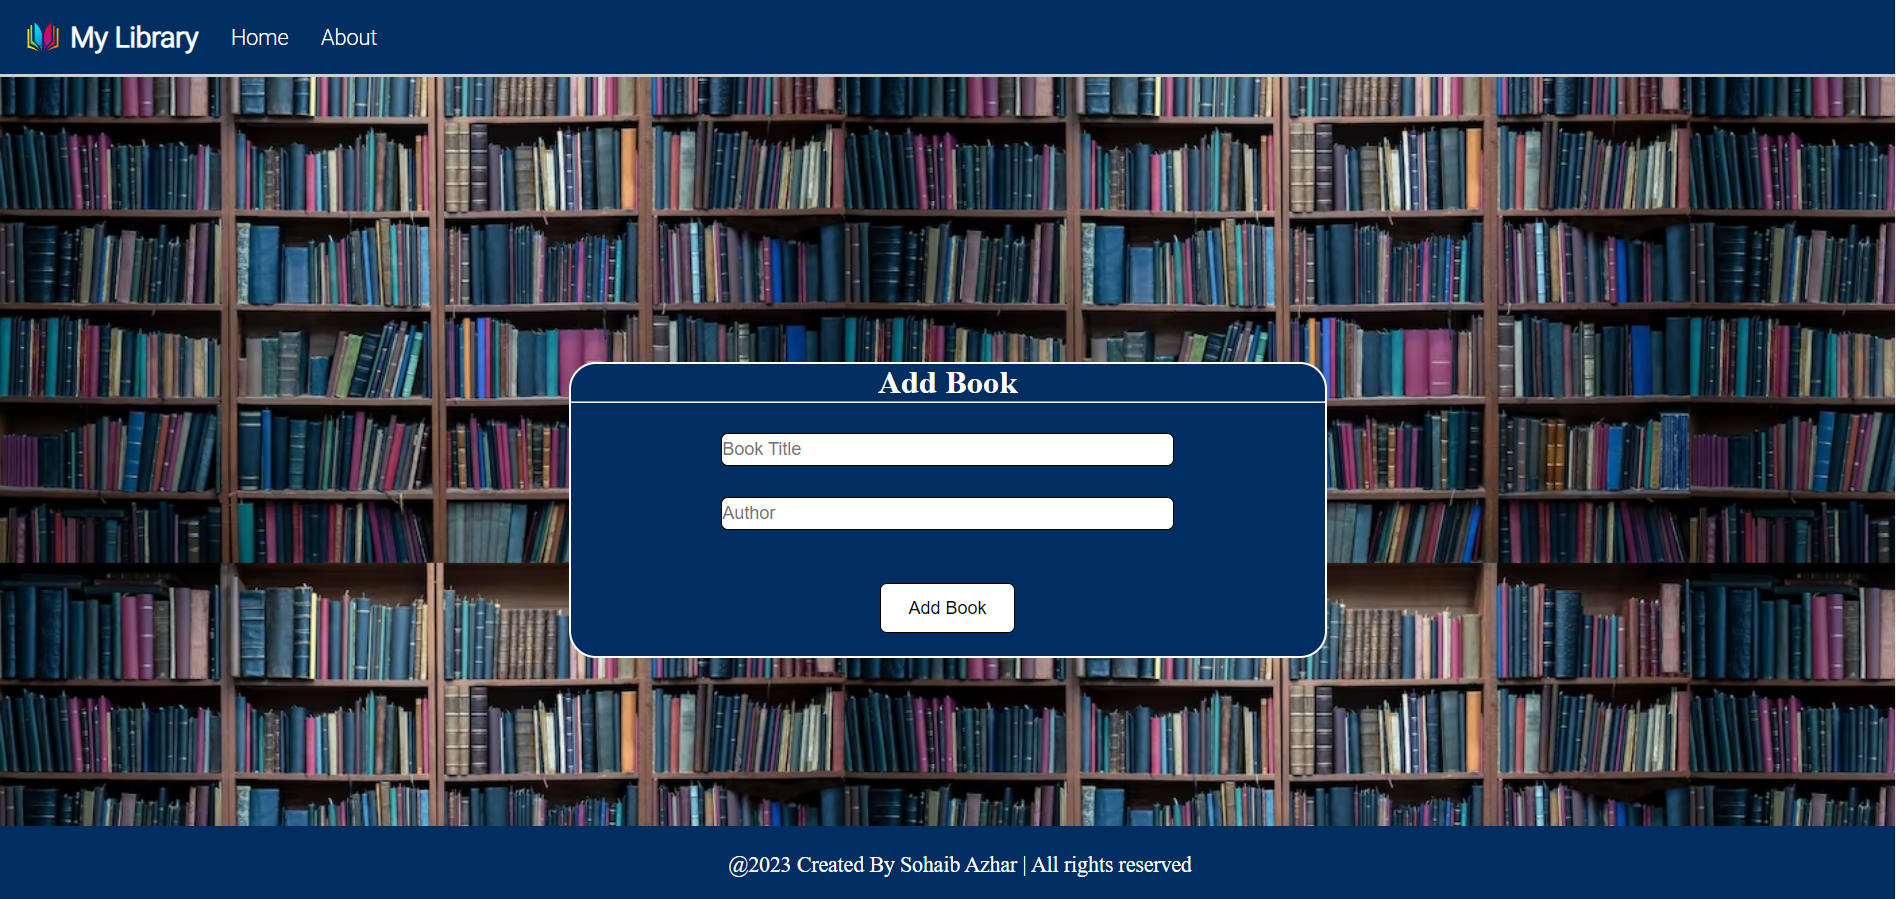 My Library Home About
Add Book
Book Title
Author
Add Book
@2023 Created By Sohaib Azhar | All rights reserved